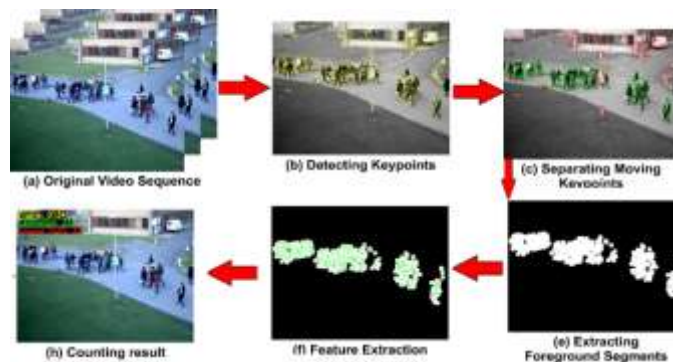 (a) Original Video Sequence
(b) Detecting Keypoints
(c) Separating Moving
Keypoints
(h) Counting result
(f) Feature Extraction
(e) Extracting
Foreground Segments